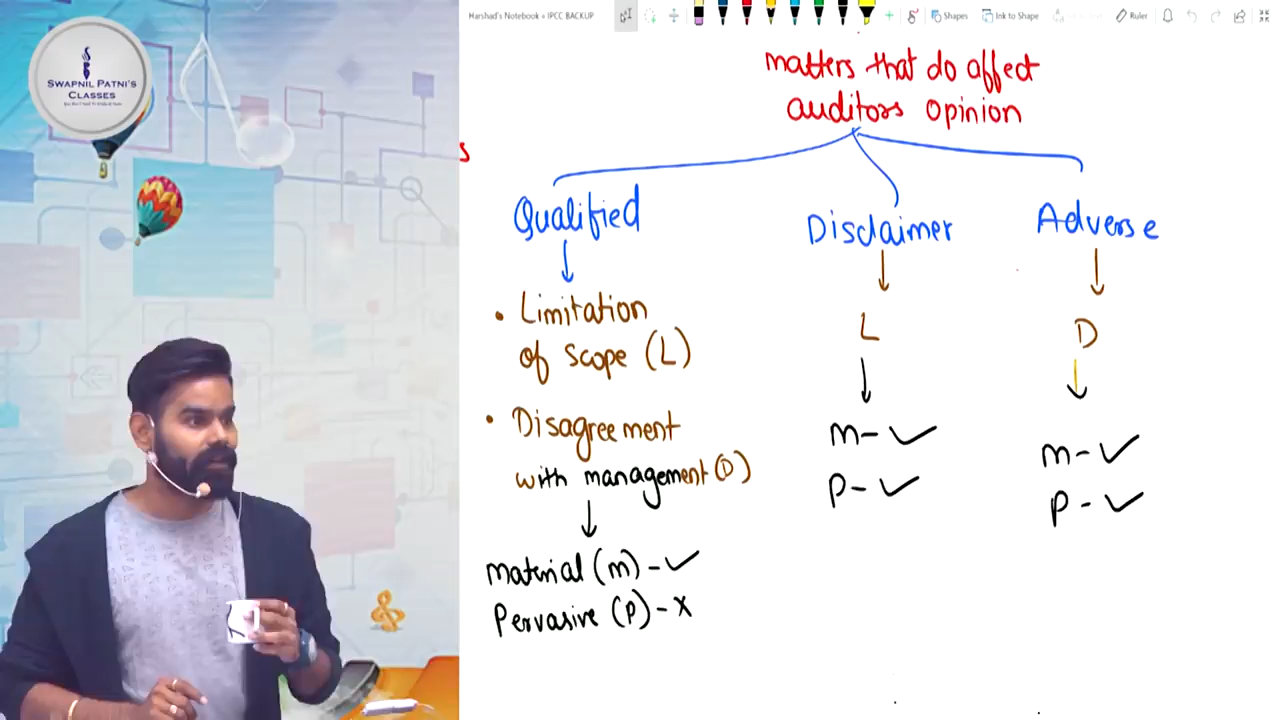 SWAPNIL PATNI'S
CLASSES
Harshad's Notebook » IPCC BACKUP
Shapes
Ink to Shape
Ruler
matters that do affect
auditors opinion
s
Qualified
Disclaimer
Adverse
• Limitation
of scope (L)
L
D
• Disagreement
with management (D)
m- ✓
p- ✓
m- ✓
p- ✓
material (m) - ✓
Pervasive (p) - x